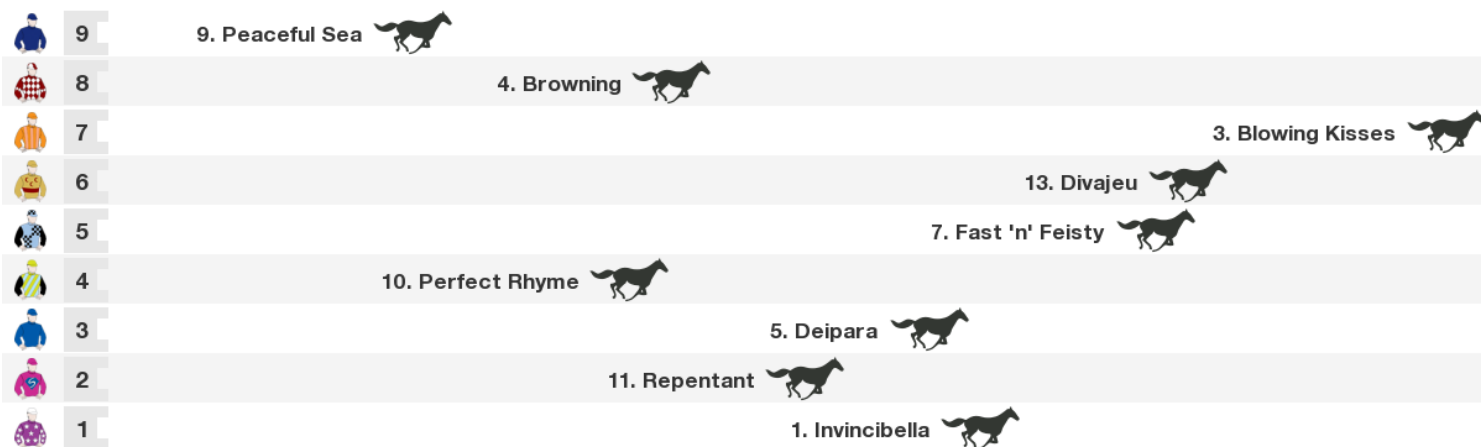 9 9. Peaceful Sea
8 4. Browning
7 3. Blowing Kisses
6 13. Divajeu
5 7. Fast 'n' Feisty
4 10. Perfect Rhyme
3 5. Deipara
2 11. Repentant
1 1. Invincibella